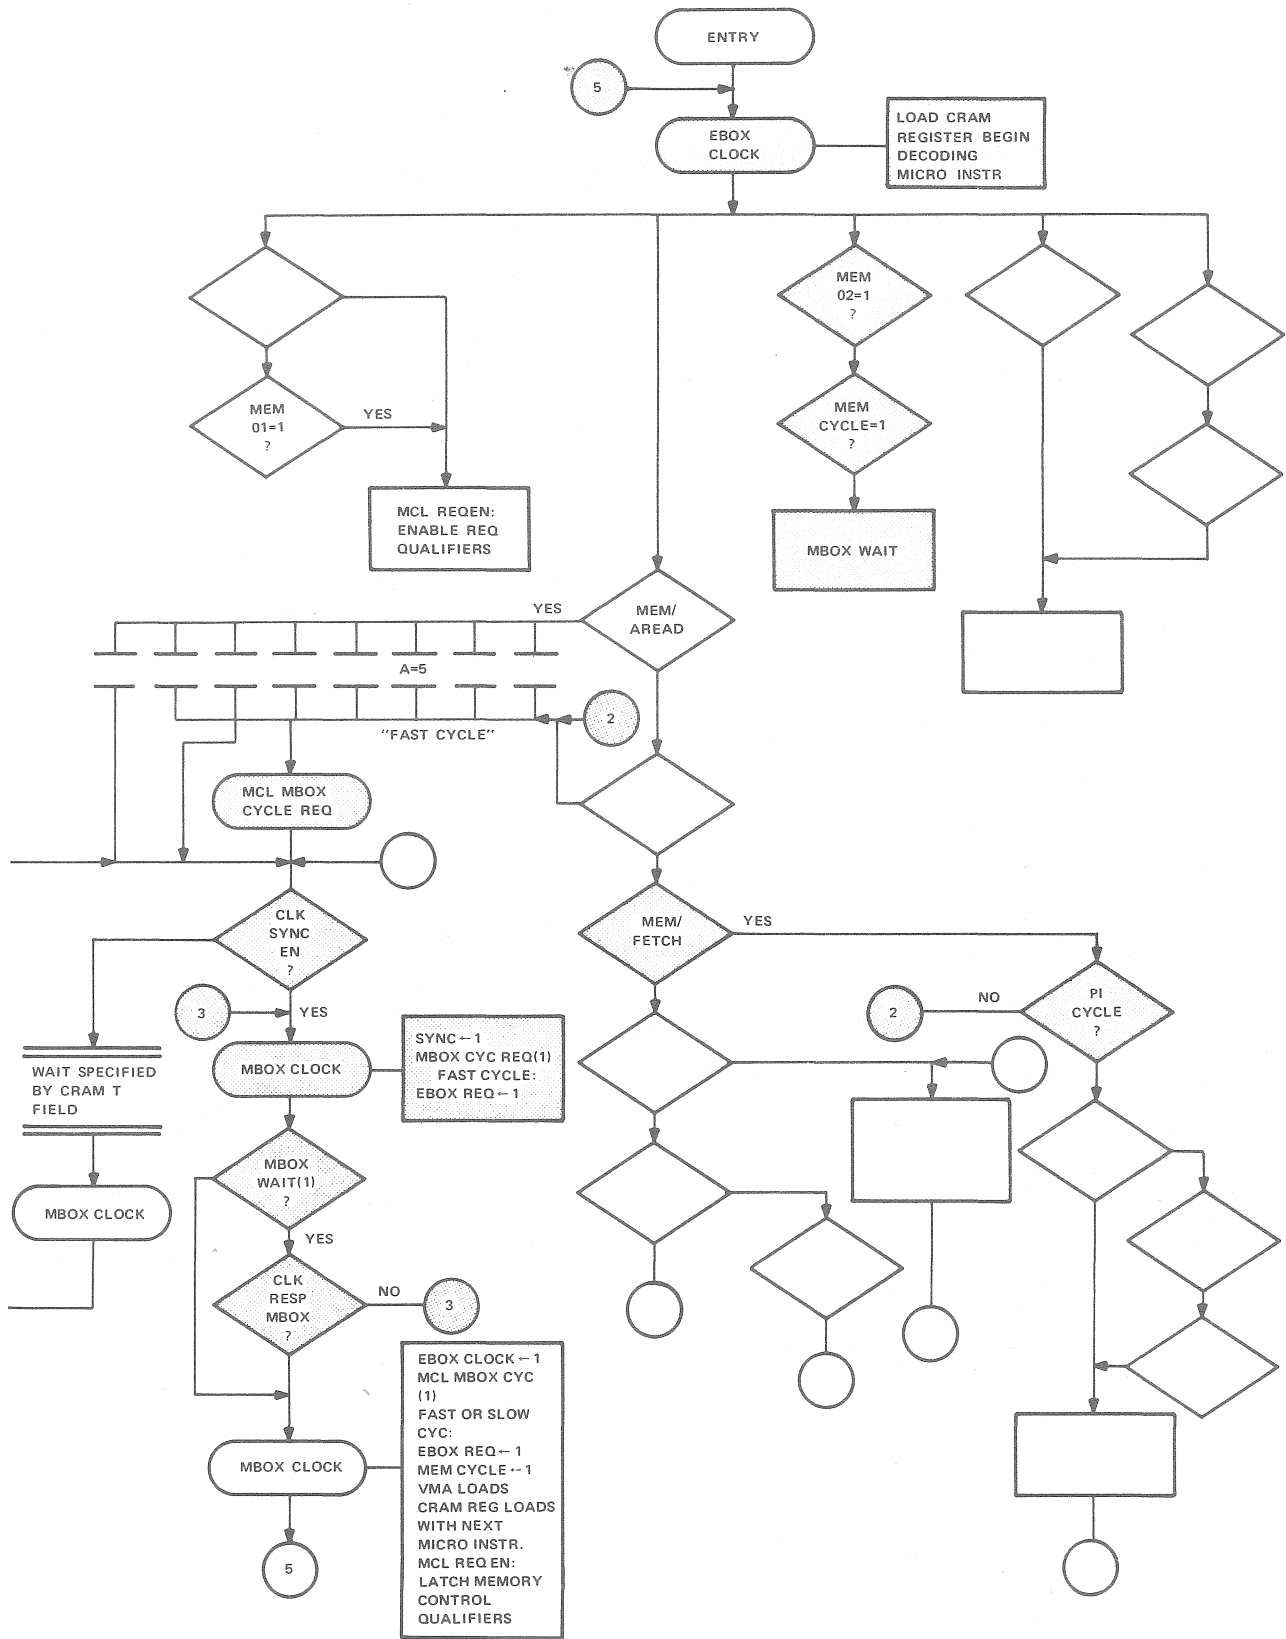 ENTRY
5
EBOX
CLOCK
LOAD CRAM
REGISTER BEGIN
DECODING
MICRO INSTR
MEM
02=1
?
MEM
01=1
?
YES
MEM
CYCLE=1
?
MCL REQEN:
ENABLE REQ
QUALIFIERS
MBOX WAIT
YES
MEM/
AREAD
A=5
2
"FAST CYCLE"
MCL MBOX
CYCLE REQ
CLK
SYNC
EN
?
MEM/
FETCH
YES
3
YES
2
NO
PI
CYCLE
?
WAIT SPECIFIED
BY CRAM T
FIELD
MBOX CLOCK
SYNC←1
MBOX CYC REQ(1)
FAST CYCLE:
EBOX REQ←1
MBOX
WAIT(1)
?
MBOX CLOCK
YES
CLK
RESP
MBOX
?
NO
3
EBOX CLOCK←1
MCL MBOX CYC
(1)
FAST OR SLOW
CYC:
EBOX REQ←1
MEM CYCLE←1
VMA LOADS
CRAM REG LOADS
WITH NEXT
MICRO INSTR.
MCL REQ EN:
LATCH MEMORY
CONTROL
QUALIFIERS
MBOX CLOCK
5